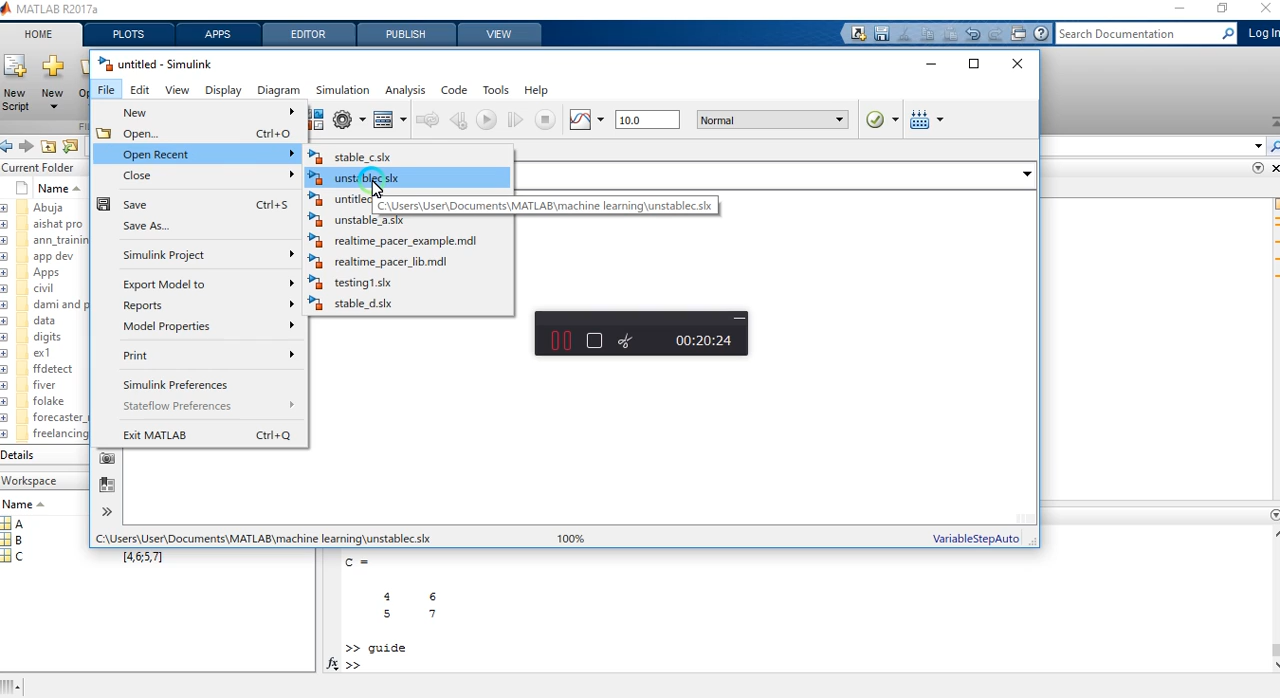 MATLAB R2017a
HOME PLOTS APPS EDITOR PUBLISH VIEW Search Documentation Log In
New Script
New
untitled - Simulink
File Edit View Display Diagram Simulation Analysis Code Tools Help
10.0 Normal
New
Open... Ctrl+O
Open Recent
Close
Save Ctrl+S
Save As...
Simulink Project
Export Model to
Reports
Model Properties
Print
Simulink Preferences
Stateflow Preferences
Exit MATLAB Ctrl+Q
stable_c.slx
unstablec.slx
untitled
C:\Users\User\Documents\MATLAB\machine learning\unstablec.slx
unstable_a.slx
realtime_pacer_example.mdl
realtime_pacer_lib.mdl
testing1.slx
stable_d.slx
00:20:24
Current Folder
Name
Abuja
aishat pro
ann_trainin
app dev
Apps
civil
dami and p
data
digits
ex1
ffdetect
fiver
folake
forecaster_
freelancing
Details
Workspace
Name
A
B
C [4,6;5,7]
C:\Users\User\Documents\MATLAB\machine learning\unstablec.slx 100% VariableStepAuto
C =
4 6
5 7
>> guide
fx >>